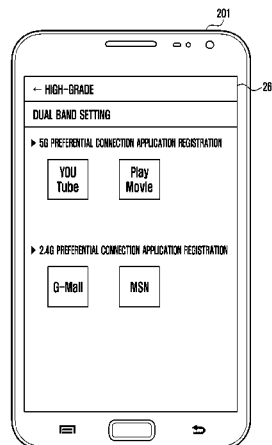 201
← HIGH-GRADE
26
DUAL BAND SETTING
▶ 5G PREFERENTIAL CONNECTION APPLICATION REGISTRATION
YOU Play
Tube Movie
▶ 2.4G PREFERENTIAL CONNECTION APPLICATION REGISTRATION
G-Mail MSN